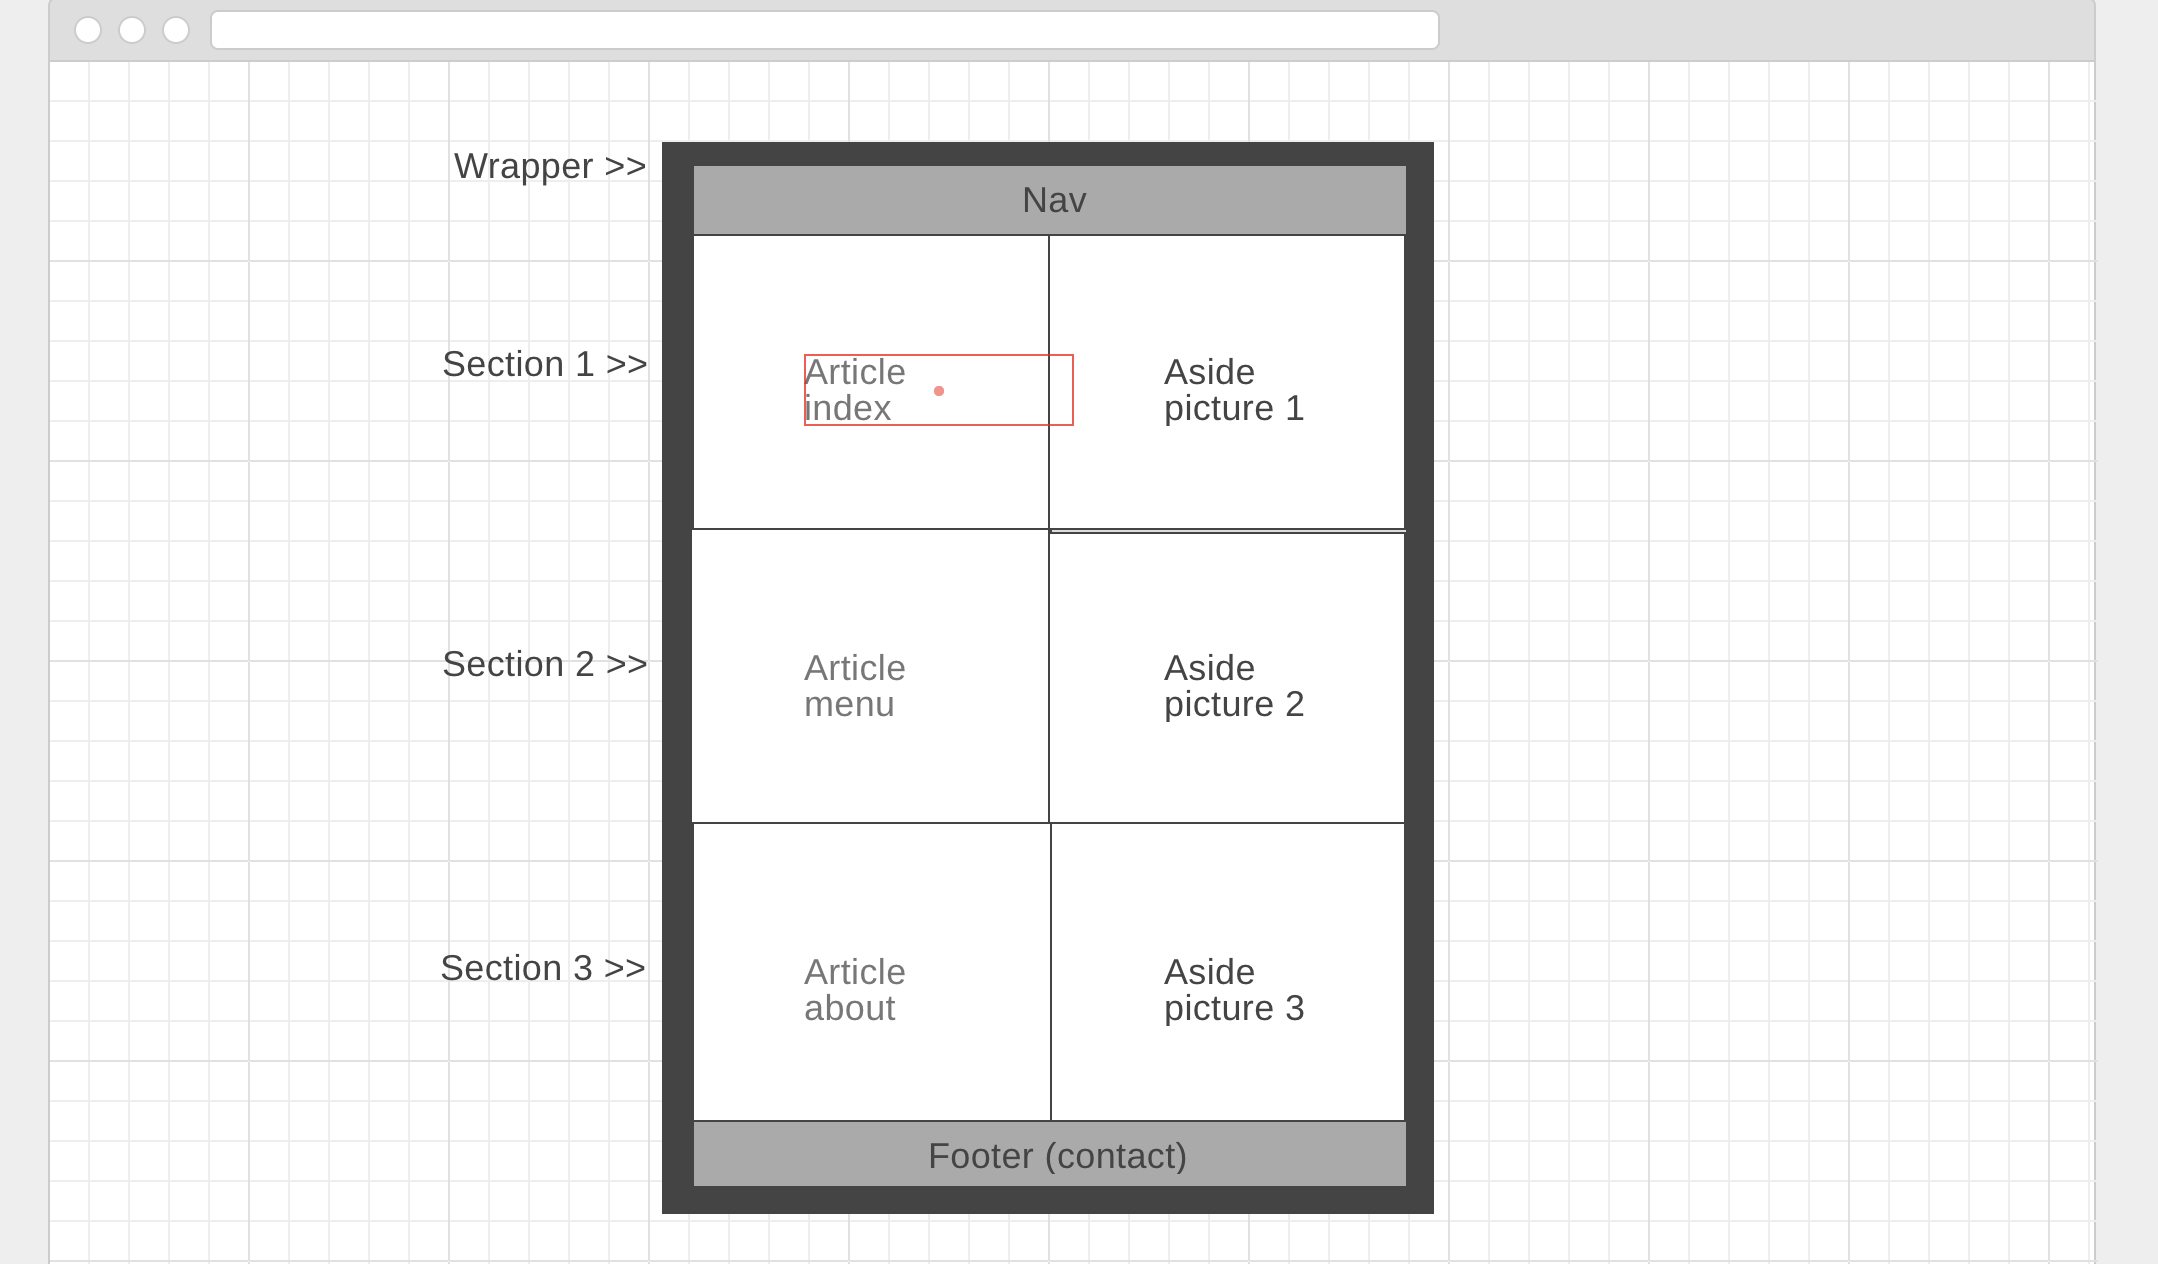 Wrapper >>
Nav
Section 1 >>
Article
index
Aside
picture 1
Section 2 >>
Article
menu
Aside
picture 2
Section 3 >>
Article
about
Aside
picture 3
Footer (contact)